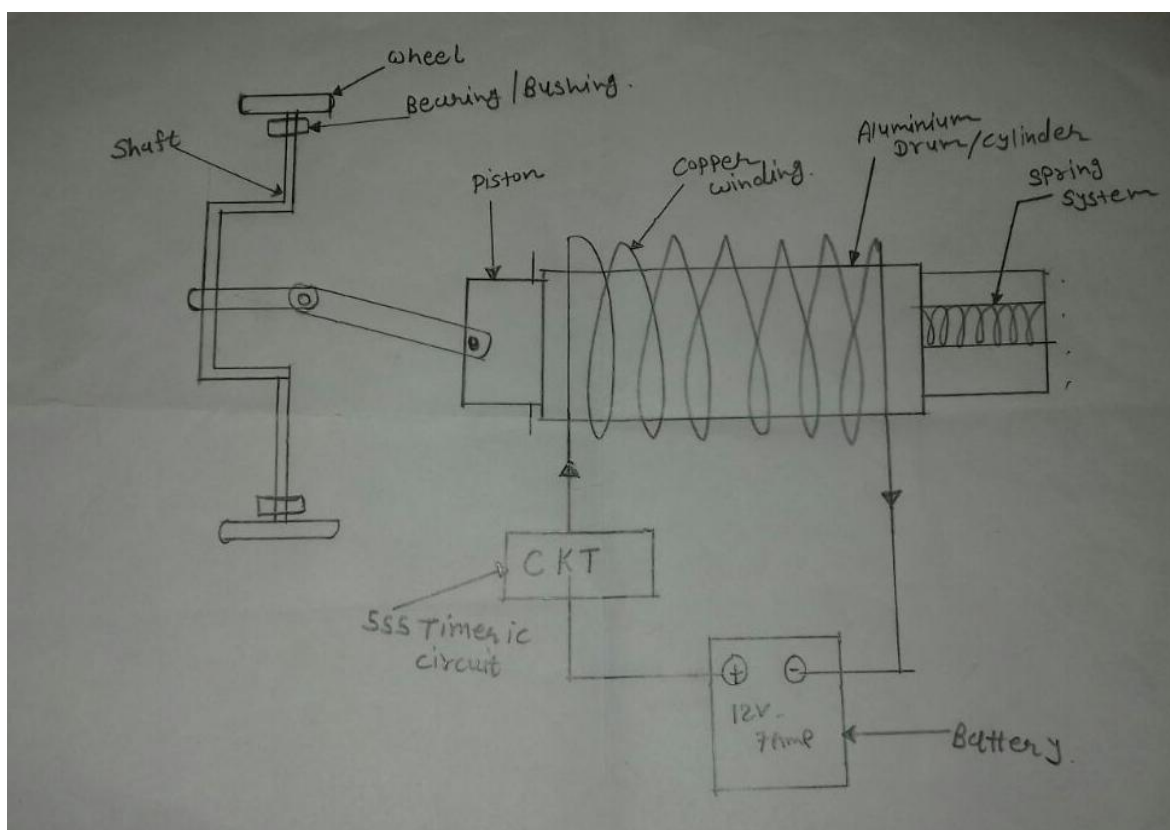 wheel
Bearing/Bushing.
Shaft
Piston
Copper
winding.
Aluminium
Drum/cylinder
Spring
System
CKT
555 Timer ic
circuit
+
-
12V.
7Amp
Battery.